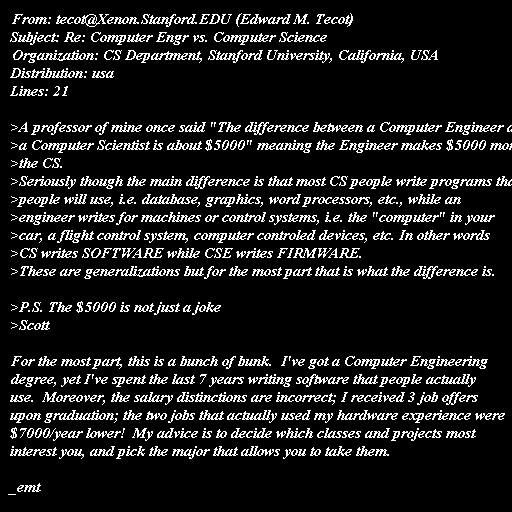 From: tecot@Xenon.Stanford.EDU (Edward M. Tecot)
Subject: Re: Computer Engr vs. Computer Science
Organization: CS Department, Stanford University, California, USA
Distribution: usa
Lines: 21

>A professor of mine once said "The difference between a Computer Engineer
>a Computer Scientist is about $5000" meaning the Engineer makes $5000
>the CS.
>Seriously though the main difference is that most CS people write programs
>people will use, i.e. database, graphics, word processors, etc., while an
>engineer writes for machines or control systems, i.e. the "computer" in your
>car, a flight control system, computer controled devices, etc. In other words
>CS writes SOFTWARE while CSE writes FIRMWARE.
>These are generalizations but for the most part that is what the difference is.

>P.S. The $5000 is not just a joke
>Scott

For the most part, this is a bunch of bunk.  I've got a Computer Engineering
degree, yet I've spent the last 7 years writing software that people actually
use.  Moreover, the salary distinctions are incorrect; I received 3 job offers
upon graduation; the two jobs that actually used my hardware experience were
$7000/year lower!  My advice is to decide which classes and projects most
interest you, and pick the major that allows you to take them.

_emt